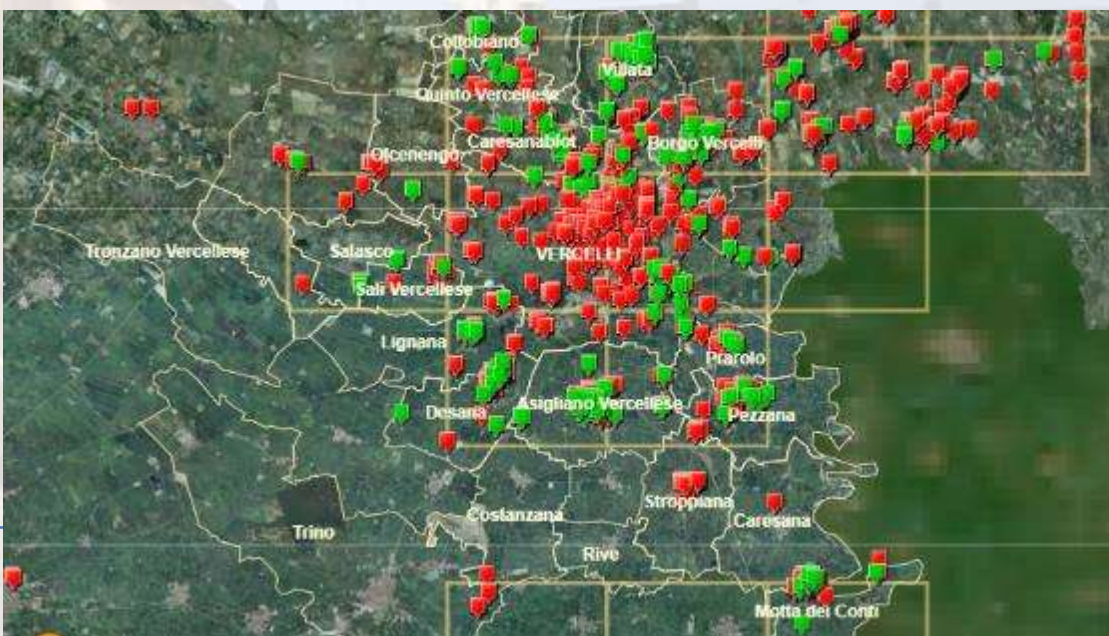 Collobiano
Villata
Quinto Vercellese
Caresanablot
Borgo Vercelli
Olcenengo
Tronzano Vercellese
Salasco
VERCELLI
Sali Vercellese
Lignana
Prarolo
Desana
Asigliano Vercellese
Pezzana
Stroppiana
Costanzana
Caresana
Trino
Rive
Motta dei Conti